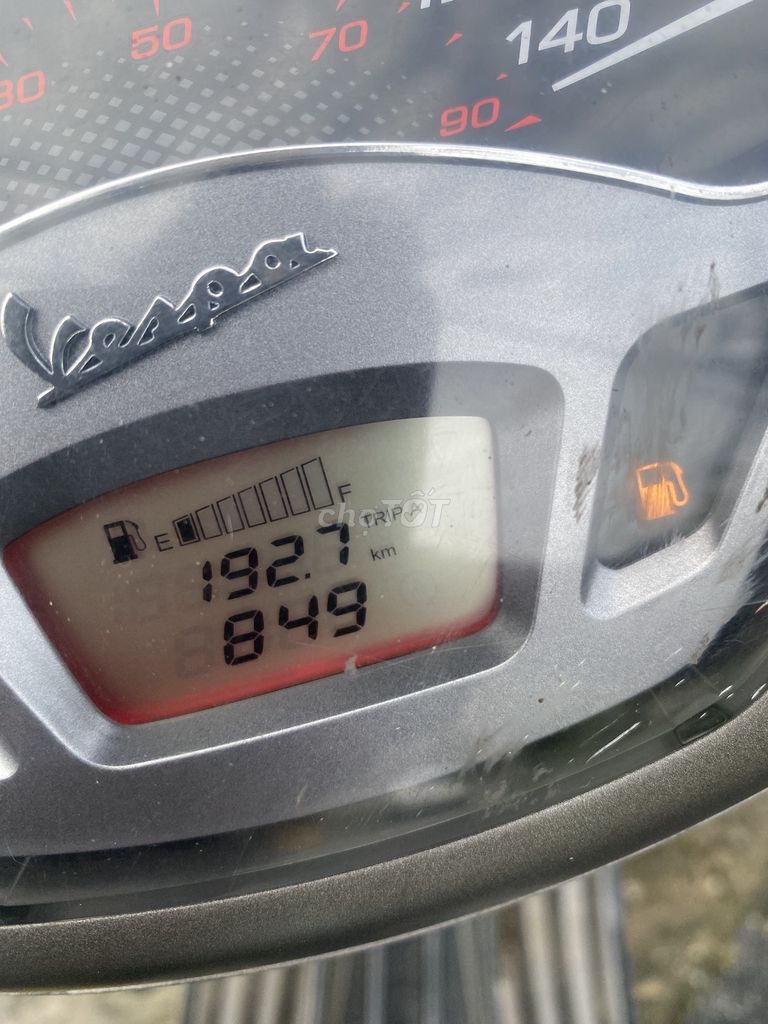 50
70
140
30
90
Vespa
E F
TRIP A
192.7 km
849
chợTỐT